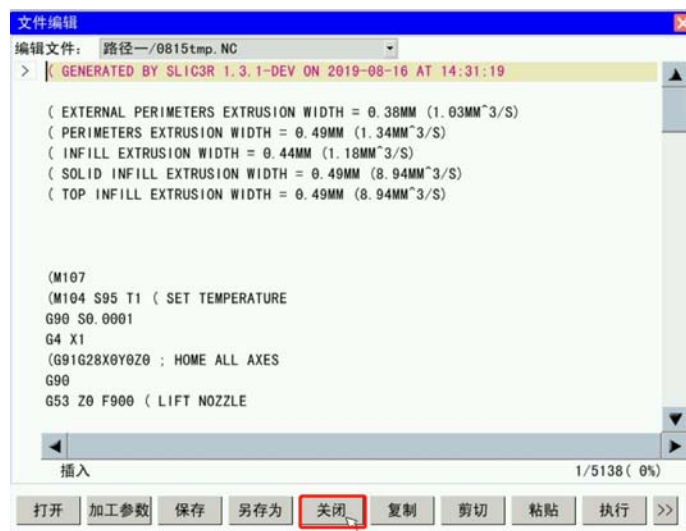 文件编辑
编辑文件: 路径一/0815tmp.NC
> ( GENERATED BY SLIC3R 1.3.1-DEV ON 2019-08-16 AT 14:31:19
( EXTERNAL PERIMETERS EXTRUSION WIDTH = 0.38MM (1.03MM^3/S)
( PERIMETERS EXTRUSION WIDTH = 0.49MM (1.34MM^3/S)
( INFILL EXTRUSION WIDTH = 0.44MM (1.18MM^3/S)
( SOLID INFILL EXTRUSION WIDTH = 0.49MM (8.94MM^3/S)
( TOP INFILL EXTRUSION WIDTH = 0.49MM (8.94MM^3/S)
(M107
(M104 S95 T1 ( SET TEMPERATURE
G90 S0.0001
G4 X1
(G91G28X0Y0Z0 ; HOME ALL AXES
G90
G53 Z0 F900 ( LIFT NOZZLE
插入 1/5138( 0%)
打开 加工参数 保存 另存为 关闭 复制 剪切 粘贴 执行 >>